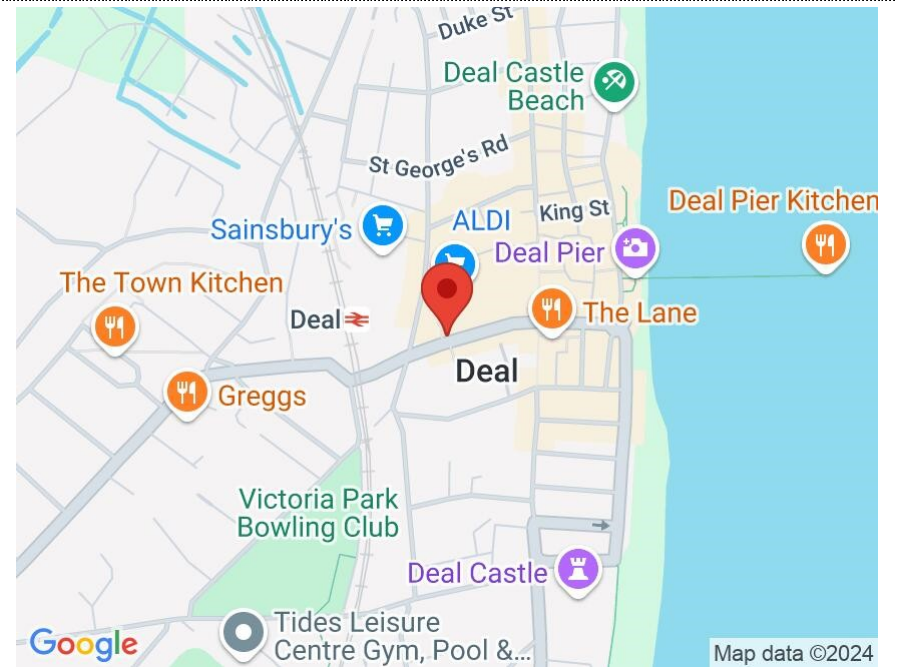 Duke St
Deal Castle
Beach
St George's Rd
King St
Deal Pier Kitchen
Sainsbury's
ALDI
Deal Pier
The Town Kitchen
Deal
The Lane
Deal
Greggs
Victoria Park
Bowling Club
Deal Castle
Tides Leisure
Centre Gym, Pool &...
Google
Map data ©2024